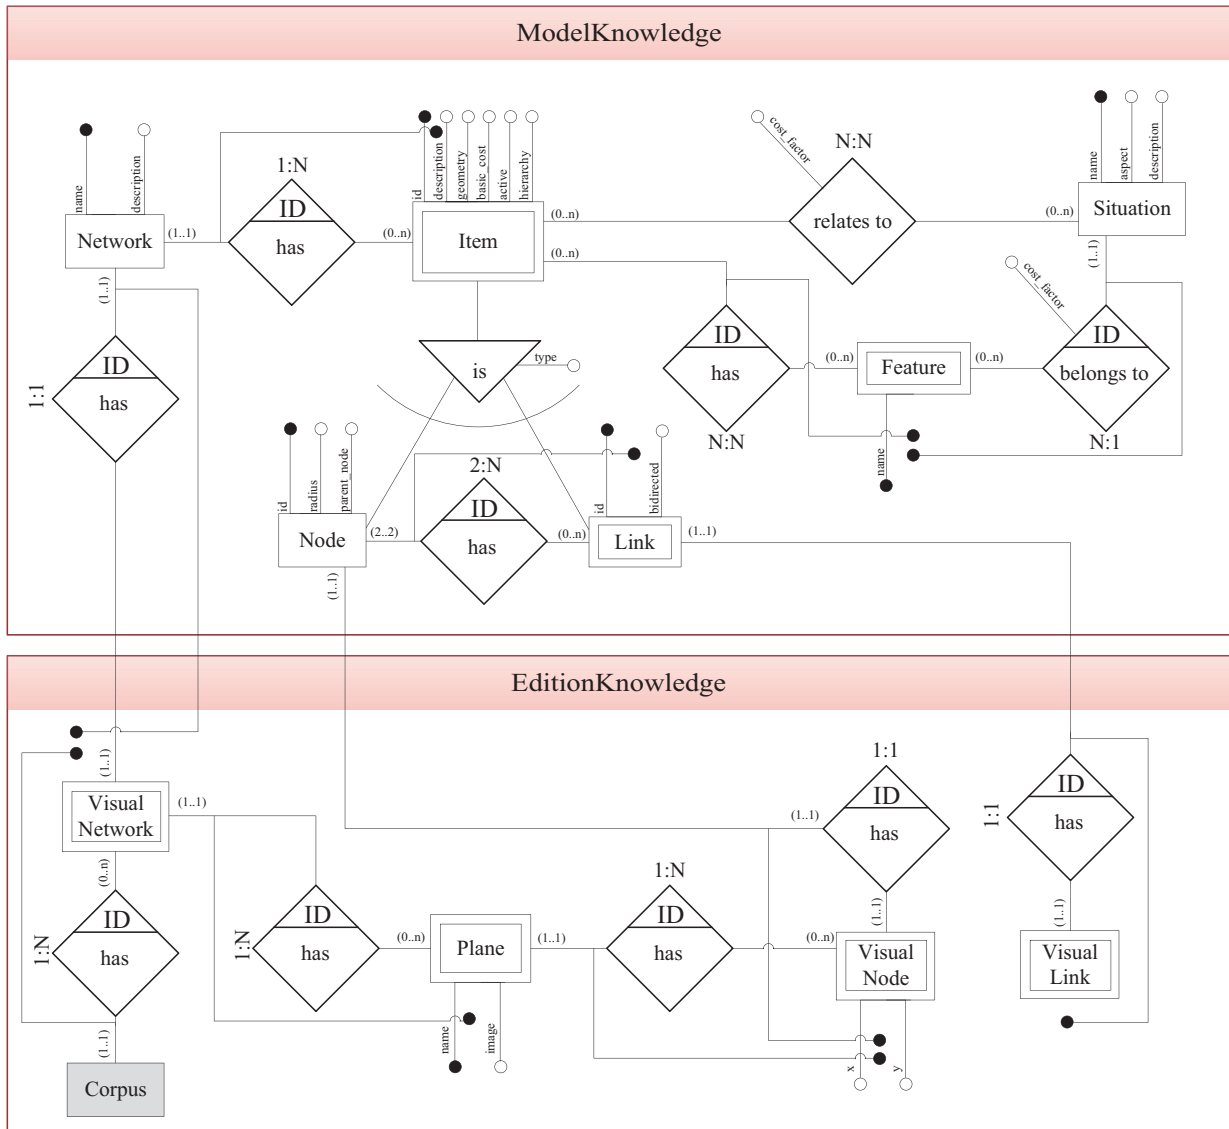 ModelKnowledge
name
description
1:N
ID
has
id
description
geometry
basic_cost
active
hierarchy
cost_factor
N:N
relates to
name
aspect
description
Network
(1..1)
(0..n)
Item
(0..n)
(0..n)
Situation
(0..n)
(1..1)
(1..1)
cost_factor
1:1
ID
has
is
type
ID
has
N:N
(0..n)
Feature
(0..n)
name
ID
belongs to
N:1
id
radius
parent_node
2:N
ID
has
id
bidirected
Node
(2..2)
(0..n)
Link
(1..1)
(1..1)
EditionKnowledge
(1..1)
Visual
Network
(1..1)
(0..n)
1:N
ID
has
(1..1)
Corpus
1:N
ID
has
(0..n)
Plane
(1..1)
name
image
1:N
ID
has
(0..n)
1:1
(1..1)
ID
has
(1..1)
Visual
Node
x
y
1:1
ID
has
(1..1)
Visual
Link